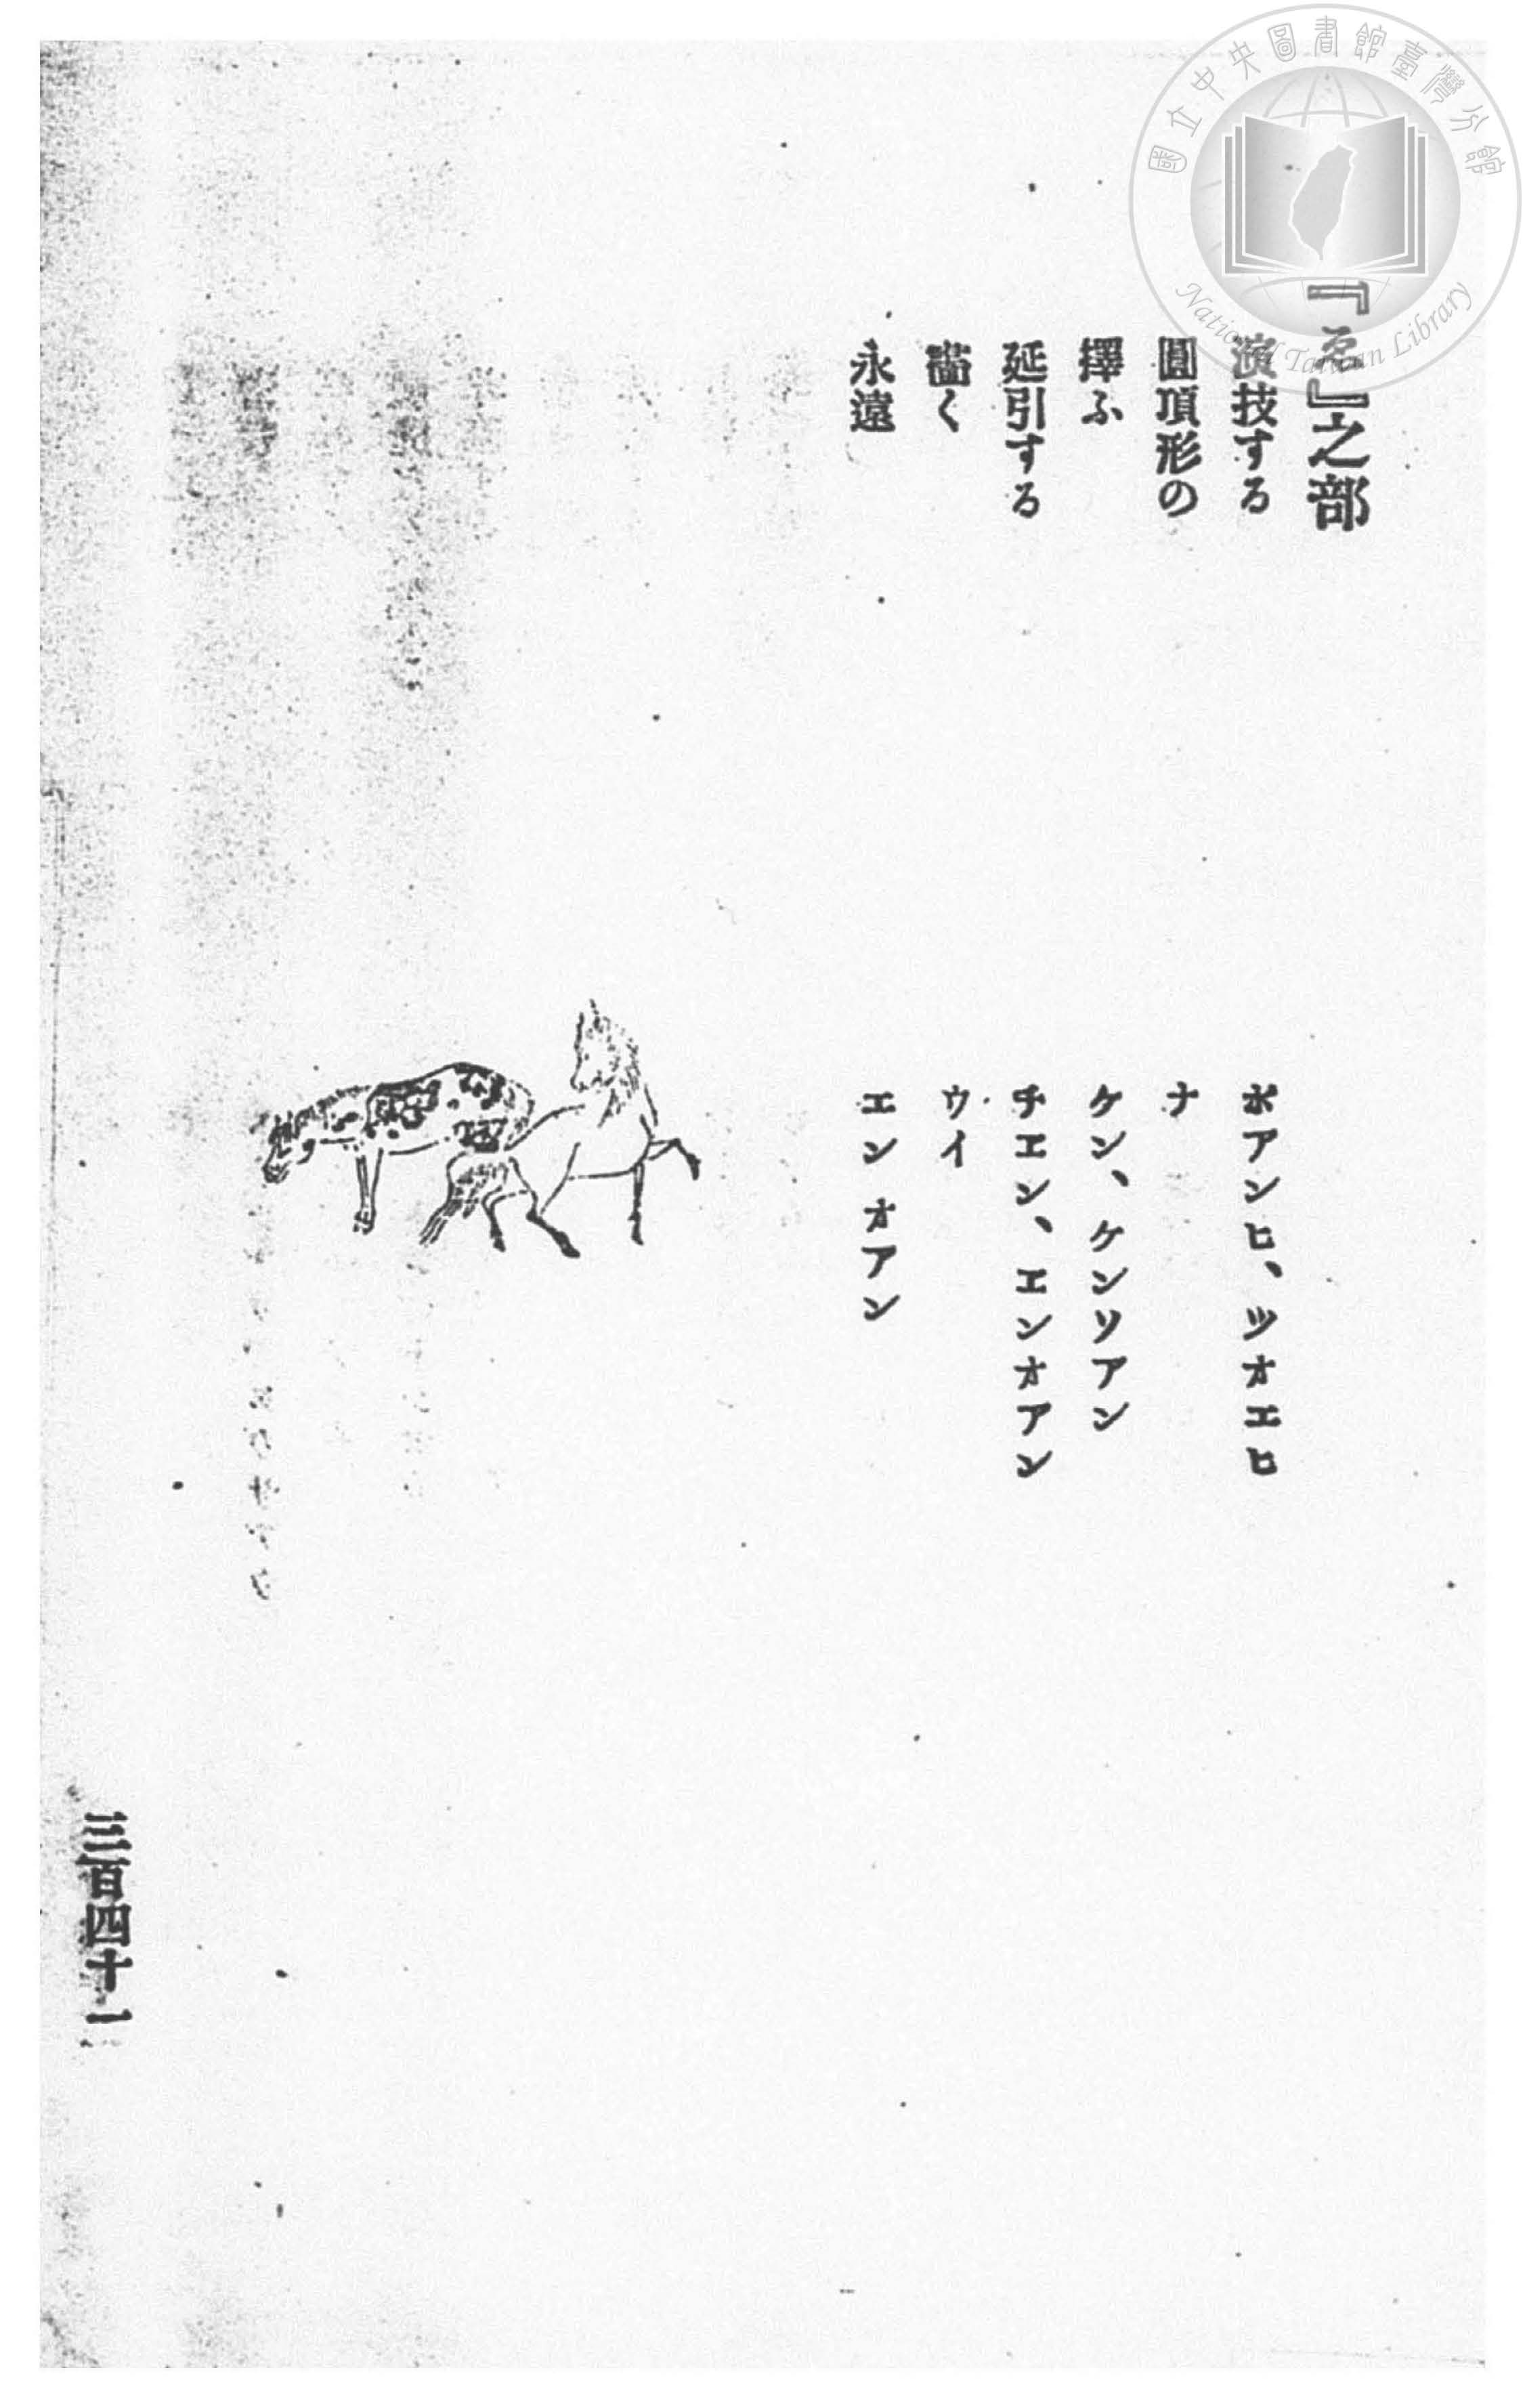 『ゑ』之部
演技する ポアンヒ、ツオエヒ
圓頂形の ナ
擇ふ ケン、ケンソアン
延引する チエン、エンオアン
畵く ウイ
永遠 エンオアン
三百四十一
國立中央圖書館臺灣分館
National Taiwan Library